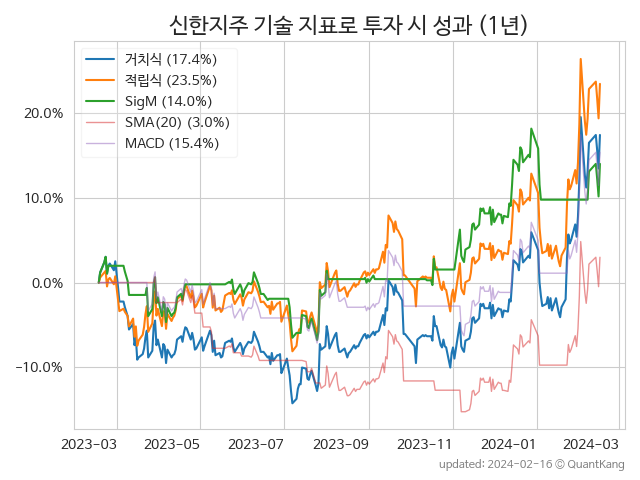 신한지주 기술 지표로 투자 시 성과 (1년)
거치식 (17.4%)
적립식 (23.5%)
SigM (14.0%)
SMA(20) (3.0%)
MACD (15.4%)
20.0%
10.0%
0.0%
−10.0%
2023-03 2023-05 2023-07 2023-09 2023-11 2024-01 2024-03
updated: 2024-02-16 © QuantKang